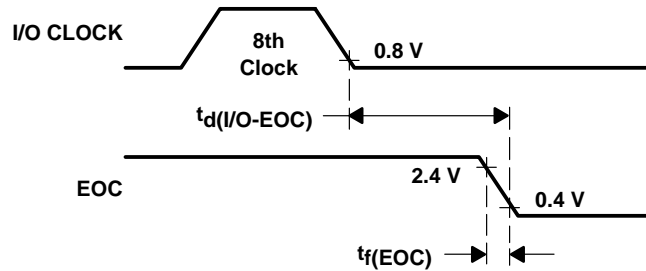 I/O CLOCK
8th
Clock
0.8 V
td(I/O-EOC)
EOC
2.4 V
0.4 V
tf(EOC)